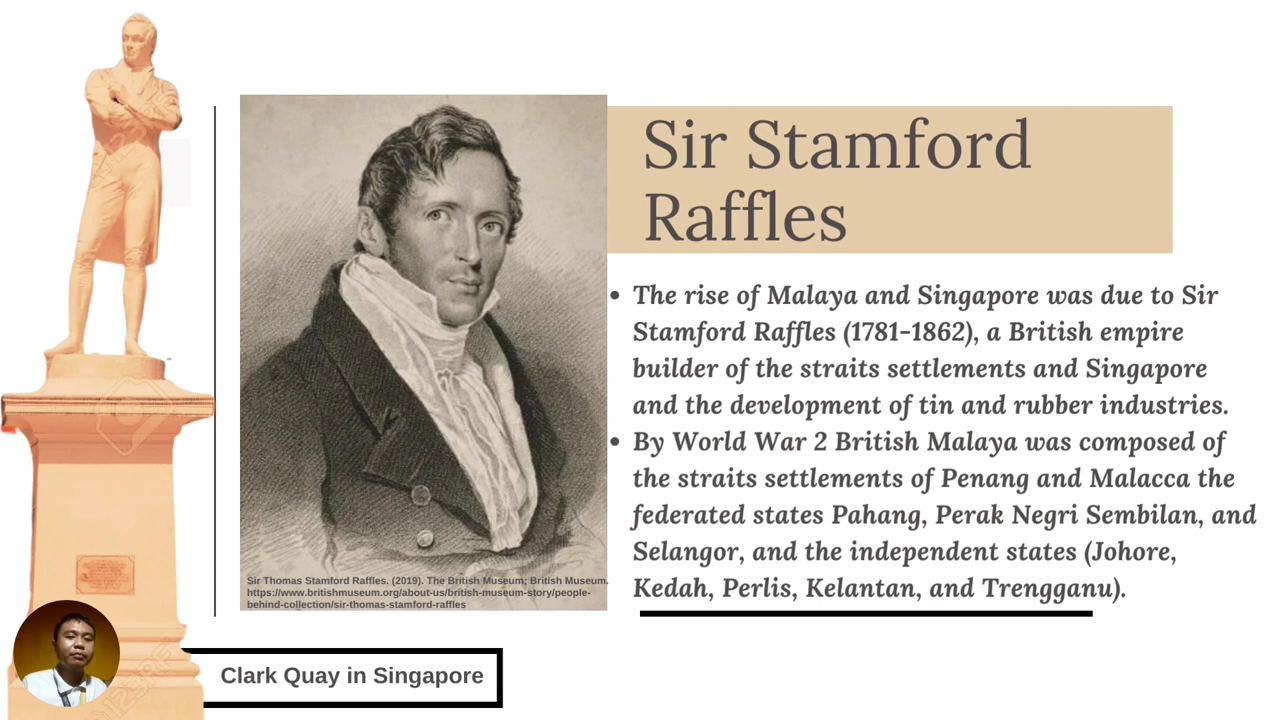 Sir Stamford
Raffles
• The rise of Malaya and Singapore was due to Sir
Stamford Raffles (1781-1862), a British empire
builder of the straits settlements and Singapore
and the development of tin and rubber industries.
• By World War 2 British Malaya was composed of
the straits settlements of Penang and Malacca the
federated states Pahang, Perak Negri Sembilan, and
Selangor, and the independent states (Johore,
Kedah, Perlis, Kelantan, and Trengganu).
Sir Thomas Stamford Raffles. (2019). The British Museum; British Museum.
https://www.britishmuseum.org/about-us/british-museum-story/people-
behind-collection/sir-thomas-stamford-raffles
Clark Quay in Singapore
123RF